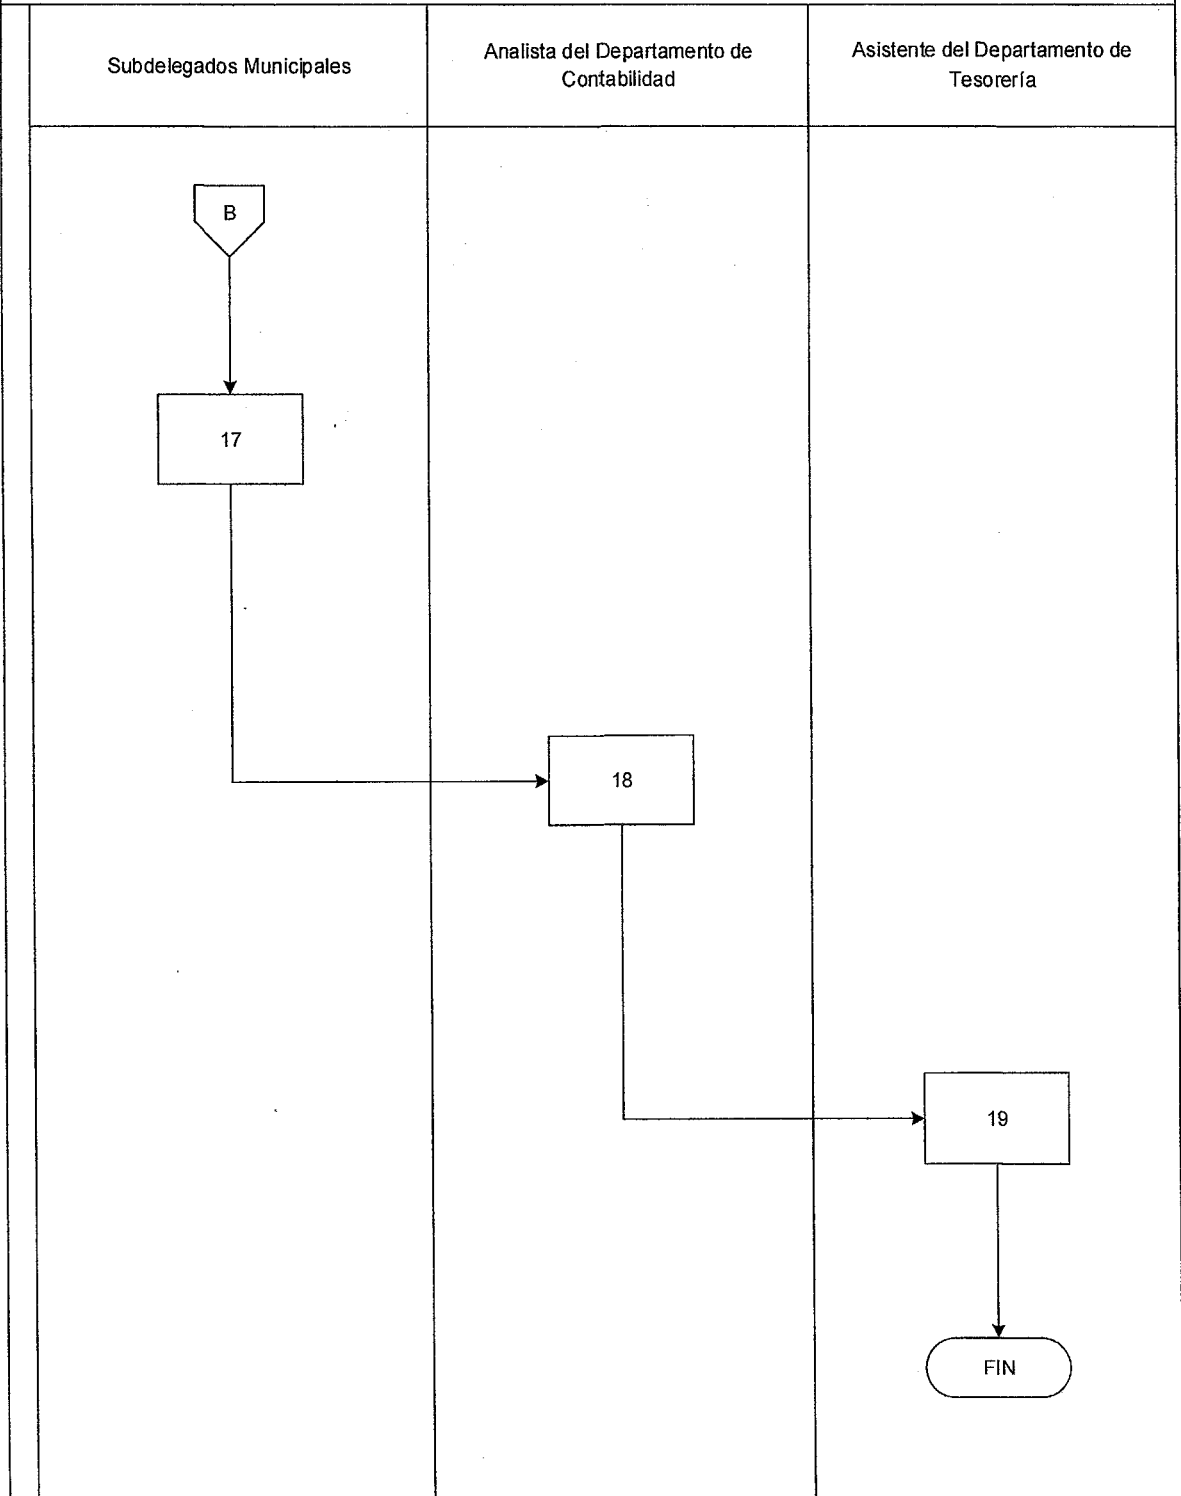 Subdelegados Municipales
Analista del Departamento de
Contabilidad
Asistente del Departamento de
Tesorería
B
17
18
19
FIN